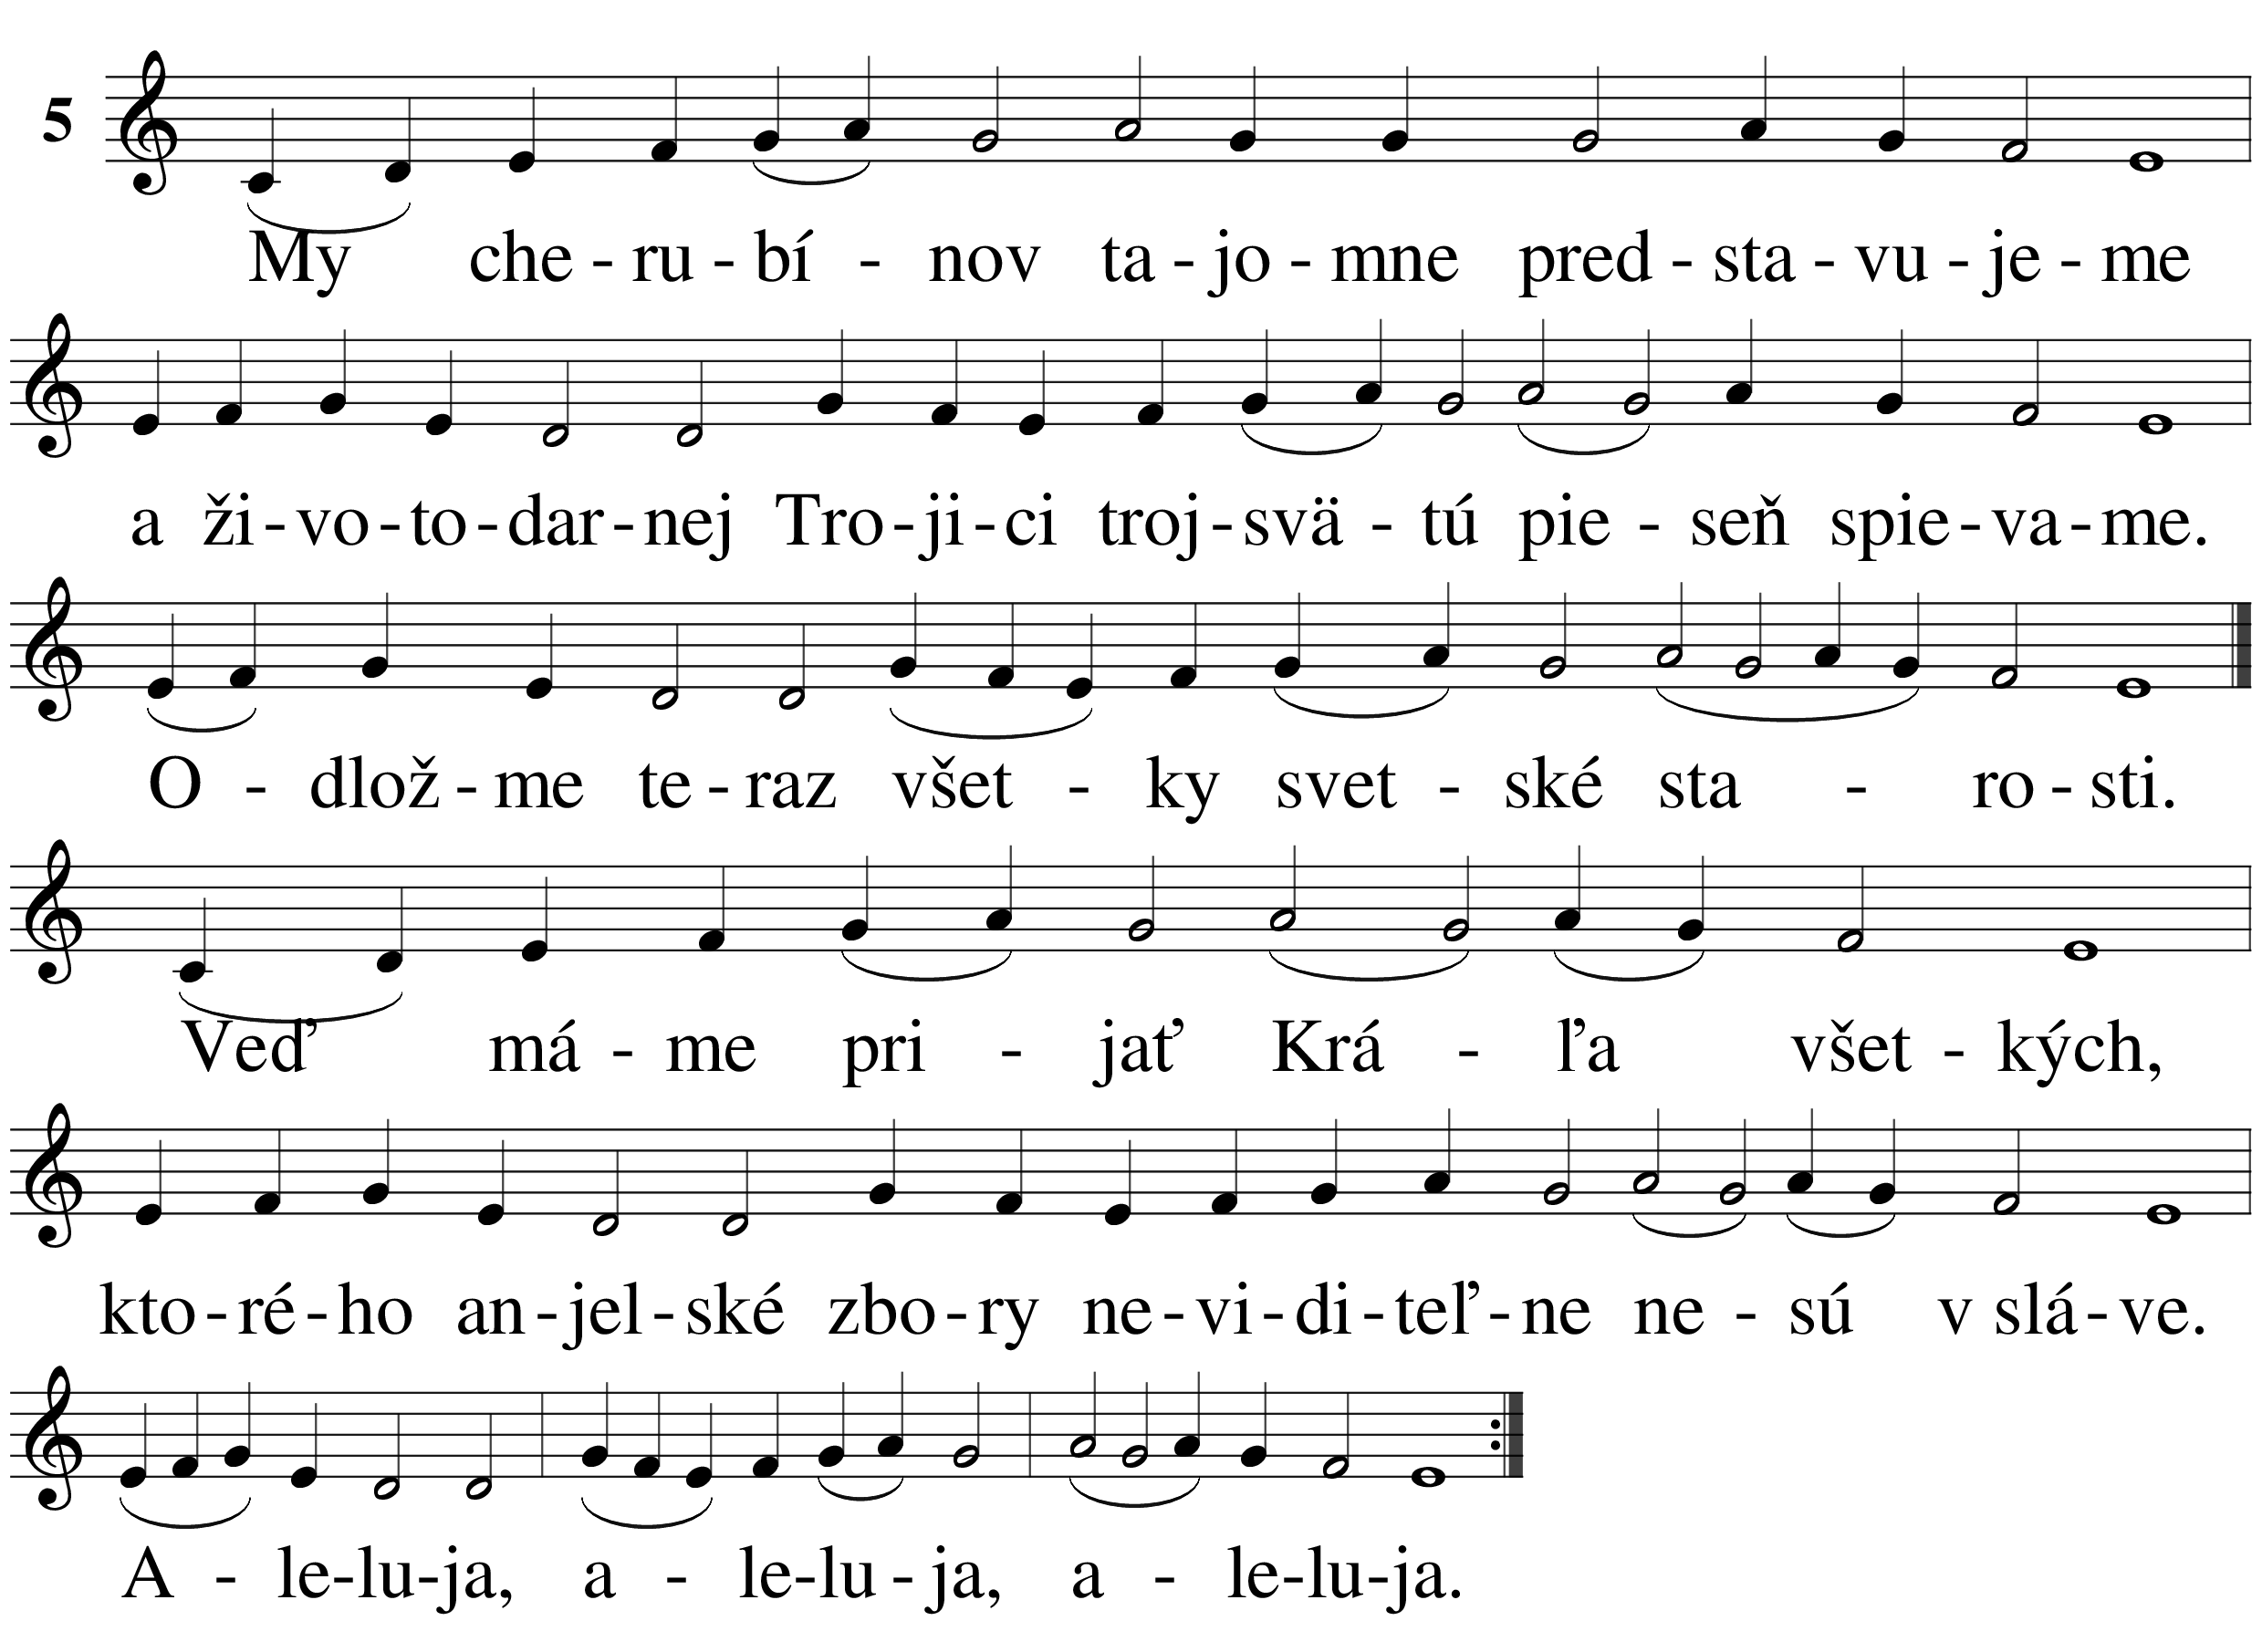 5
My che - ru - bí - nov ta - jo - mne pred - sta - vu - je - me
a ži - vo - to - dar - nej Tro - ji - ci troj - svä - tú pie - seň spie - va - me.
O - dlož - me te - raz všet - ky svet - ské sta - ro - sti.
Veď má - me pri - jať Krá - ľa všet - kých,
kto - ré - ho an - jel - ské zbo - ry ne - vi - di - teľ - ne ne - sú v slá - ve.
A - le - lu - ja, a - le - lu - ja, a - le - lu - ja.